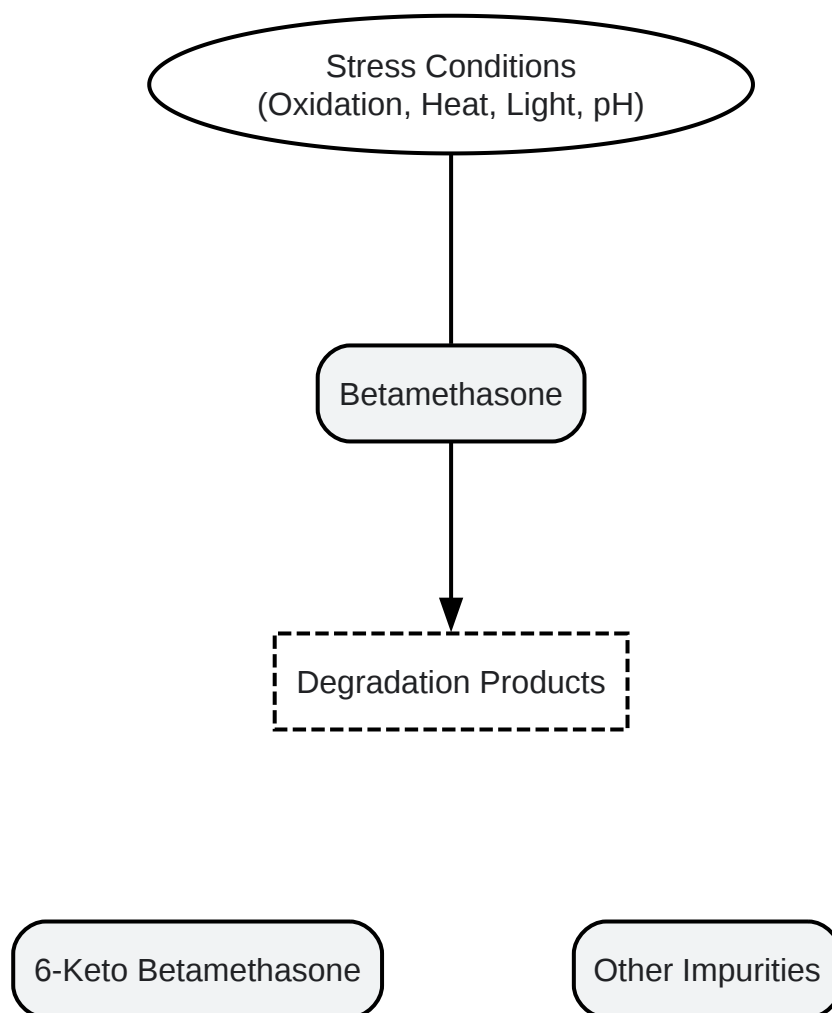 Stress Conditions
(Oxidation, Heat, Light, pH)
Betamethasone
Degradation Products
6-Keto Betamethasone
Other Impurities